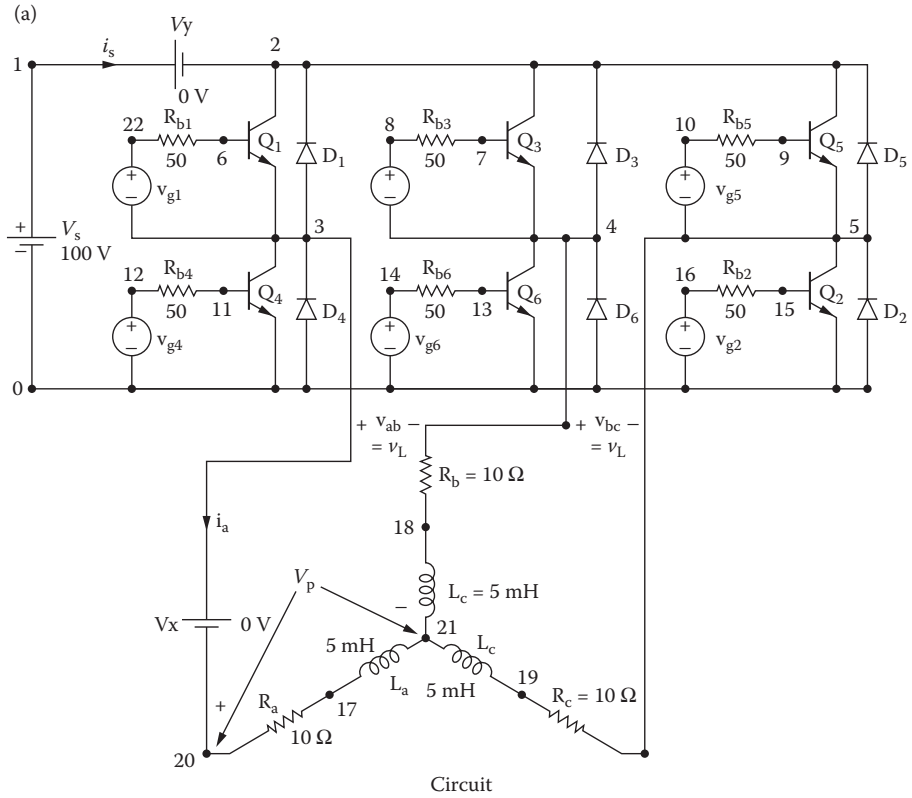 (a)
Vy
i_s
2
1
0 V
22
R_b1
Q_1
50
6
D_1
v_g1
8
R_b3
Q_3
50
7
D_3
10
R_b5
Q_5
50
9
D_5
v_g5
+
−
+
−
+
−
3
4
5
+
−
V_s
100 V
12
R_b4
Q_4
50
11
D_4
v_g4
14
R_b6
Q_6
50
13
D_6
v_g6
16
R_b2
Q_2
50
15
D_2
v_g2
+
−
+
−
+
−
0
+ v_ab −
= v_L
+ v_bc −
= v_L
R_b = 10 Ω
i_a
18
V_p
−
L_c = 5 mH
Vx
0 V
21
5 mH
L_c
L_a
5 mH
19
R_c = 10 Ω
+
R_a
17
10 Ω
20
Circuit